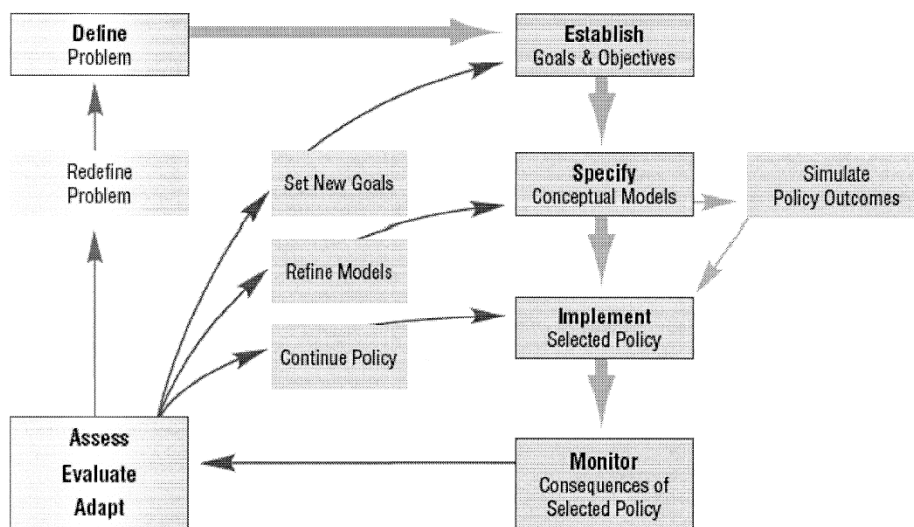 Define
Problem
Establish
Goals & Objectives
Redefine
Problem
Set New Goals
Specify
Conceptual Models
Simulate
Policy Outcomes
Refine Models
Implement
Selected Policy
Continue Policy
Assess
Evaluate
Adapt
Monitor
Consequences of
Selected Policy